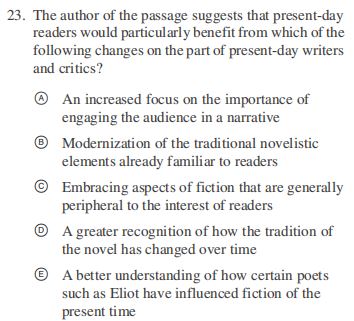 23. The author of the passage suggests that present-day
readers would particularly benefit from which of the
following changes on the part of present-day writers
and critics?
Ⓐ An increased focus on the importance of
engaging the audience in a narrative
Ⓑ Modernization of the traditional novelistic
elements already familiar to readers
Ⓒ Embracing aspects of fiction that are generally
peripheral to the interest of readers
Ⓓ A greater recognition of how the tradition of
the novel has changed over time
Ⓔ A better understanding of how certain poets
such as Eliot have influenced fiction of the
present time